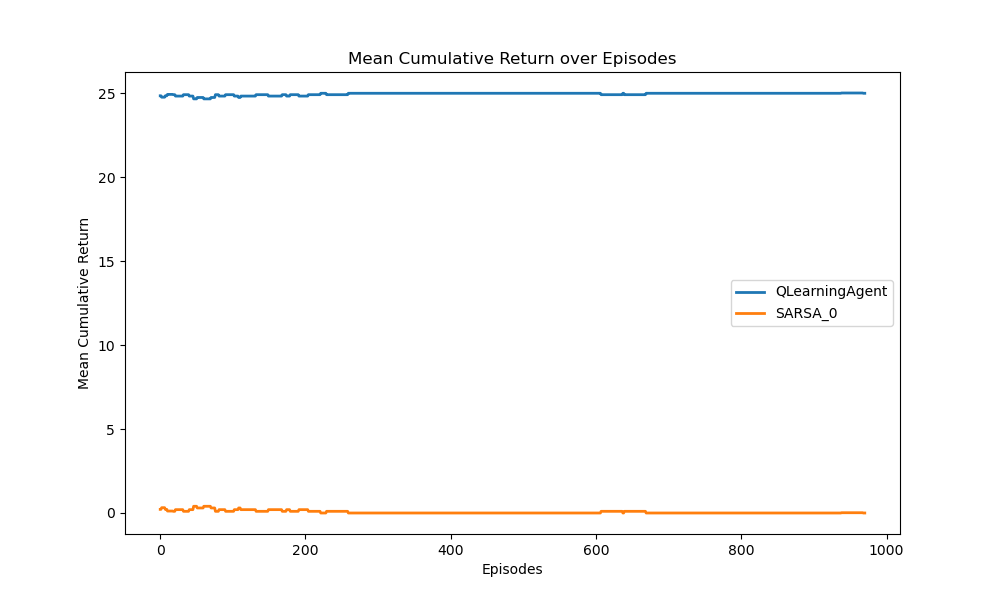 Mean Cumulative Return over Episodes
Mean Cumulative Return
25
20
15
10
5
0
QLearningAgent
SARSA_0
0 200 400 600 800 1000
Episodes